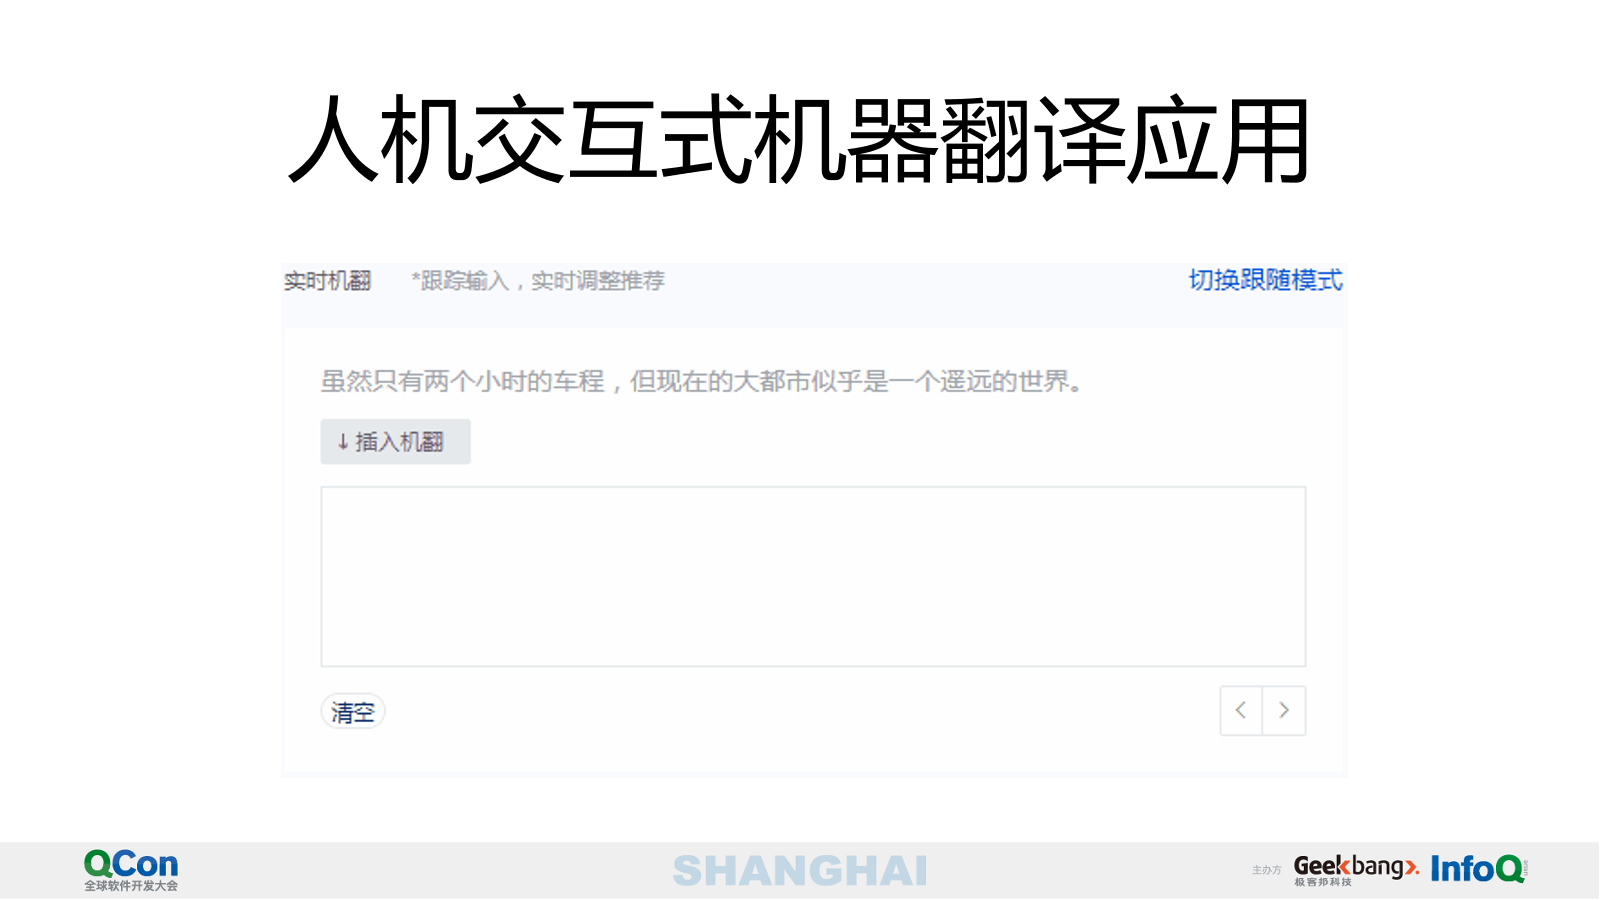 人机交互式机器翻译应用
实时机翻 *跟踪输入，实时调整推荐 切换跟随模式
虽然只有两个小时的车程，但现在的大都市似乎是一个遥远的世界。
↓插入机翻
清空
QCon
全球软件开发大会
SHANGHAI
主办方 Geekbang>.
极客邦科技
InfoQ